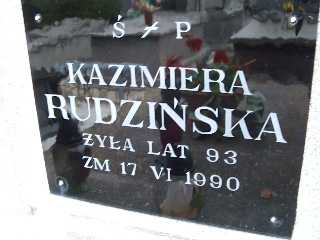 Ś ✝ P
KAZIMIERA
RUDZIŃSKA
ŻYŁA LAT 93
ZM 17 VI 1990